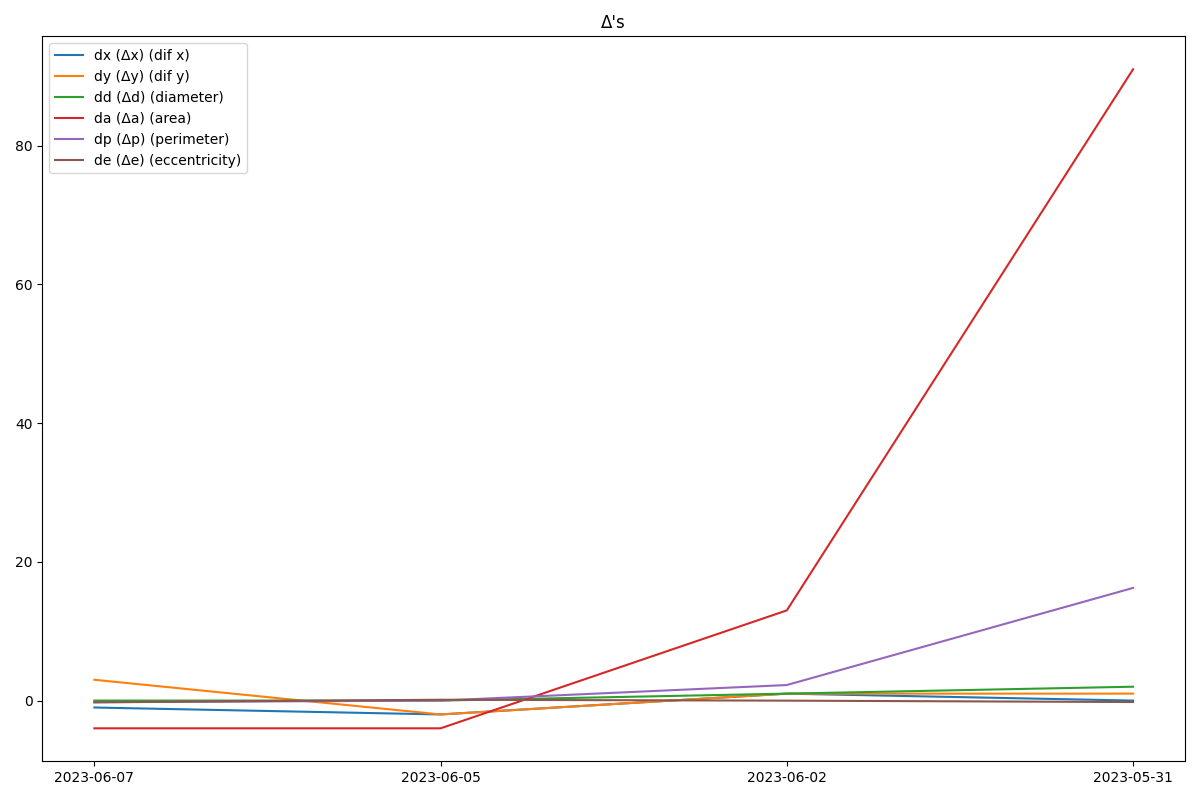 Δ's
dx (Δx) (dif x)
dy (Δy) (dif y)
dd (Δd) (diameter)
da (Δa) (area)
dp (Δp) (perimeter)
de (Δe) (eccentricity)
80
60
40
20
0
2023-06-07
2023-06-05
2023-06-02
2023-05-31